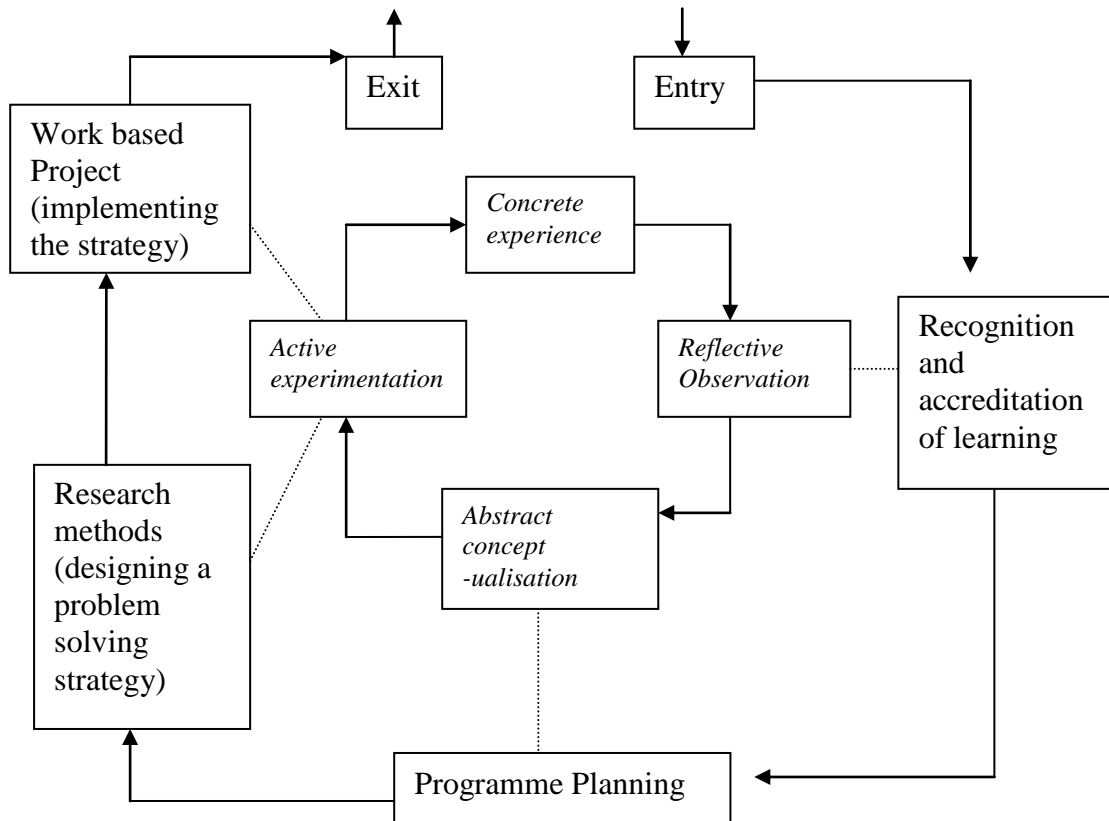 Exit
Entry
Work based
Project
(implementing
the strategy)
Concrete
experience
Active
experimentation
Reflective
Observation
Recognition
and
accreditation
of learning
Research
methods
(designing a
problem
solving
strategy)
Abstract
concept
-ualisation
Programme Planning